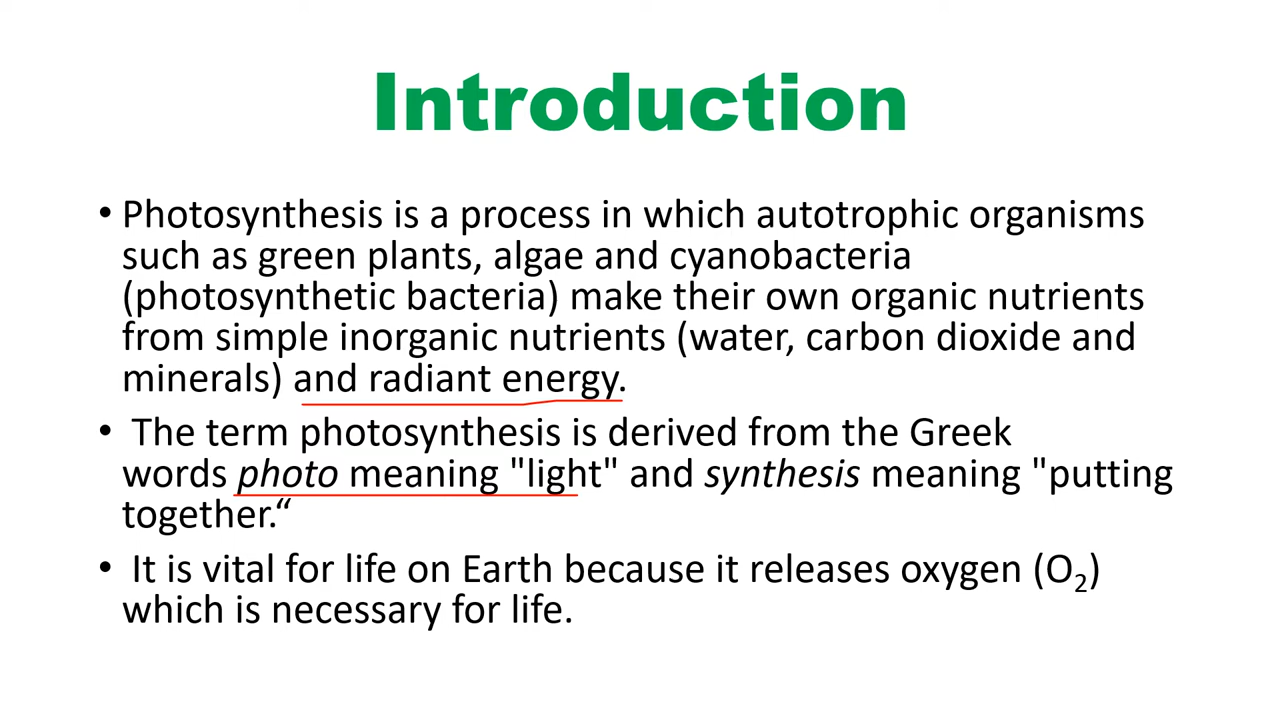 Introduction
• Photosynthesis is a process in which autotrophic organisms
such as green plants, algae and cyanobacteria
(photosynthetic bacteria) make their own organic nutrients
from simple inorganic nutrients (water, carbon dioxide and
minerals) and radiant energy.
• The term photosynthesis is derived from the Greek
words photo meaning "light" and synthesis meaning "putting
together.“
• It is vital for life on Earth because it releases oxygen (O₂)
which is necessary for life.